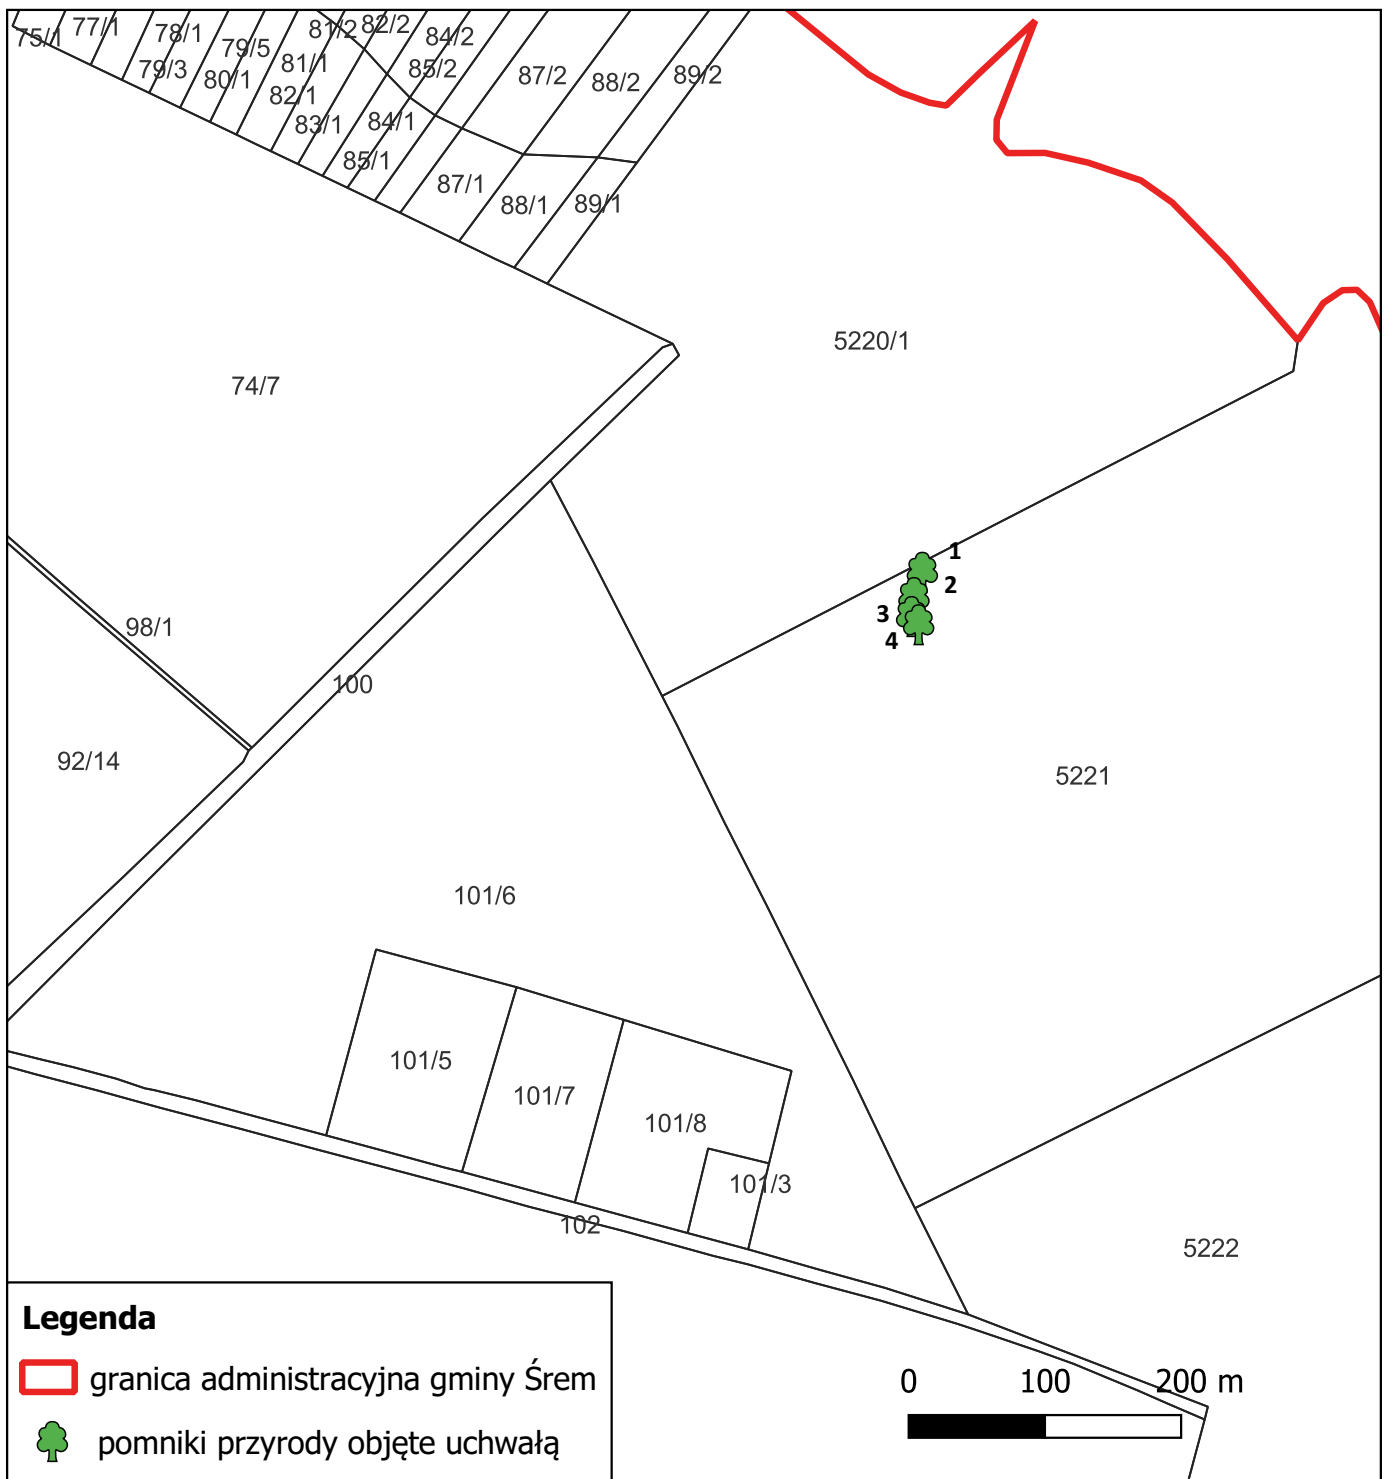 75/1 77/1 78/1 79/5 81/2 82/2 84/2
79/3 80/1 81/1 85/2 87/2 88/2 89/2
82/1
83/1 84/1
85/1 87/1 88/1 89/1
5220/1
74/7
1
2
3
4
98/1
100
92/14
5221
101/6
101/5
101/7
101/8
101/3
102
5222
Legenda
granica administracyjna gminy Śrem
pomniki przyrody objęte uchwałą
0 100 200 m